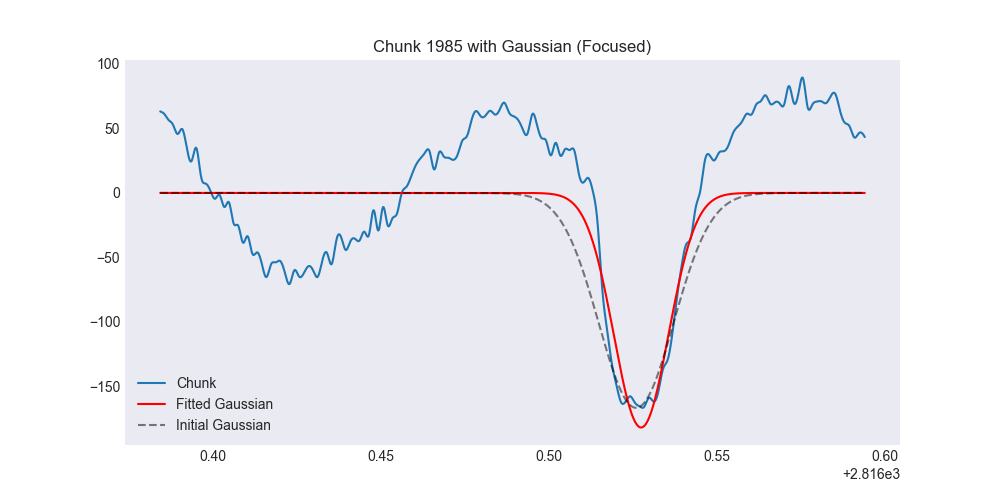 Chunk 1985 with Gaussian (Focused)
100
50
0
−50
−100
−150
Chunk
Fitted Gaussian
Initial Gaussian
0.40 0.45 0.50 0.55 0.60
+2.816e3